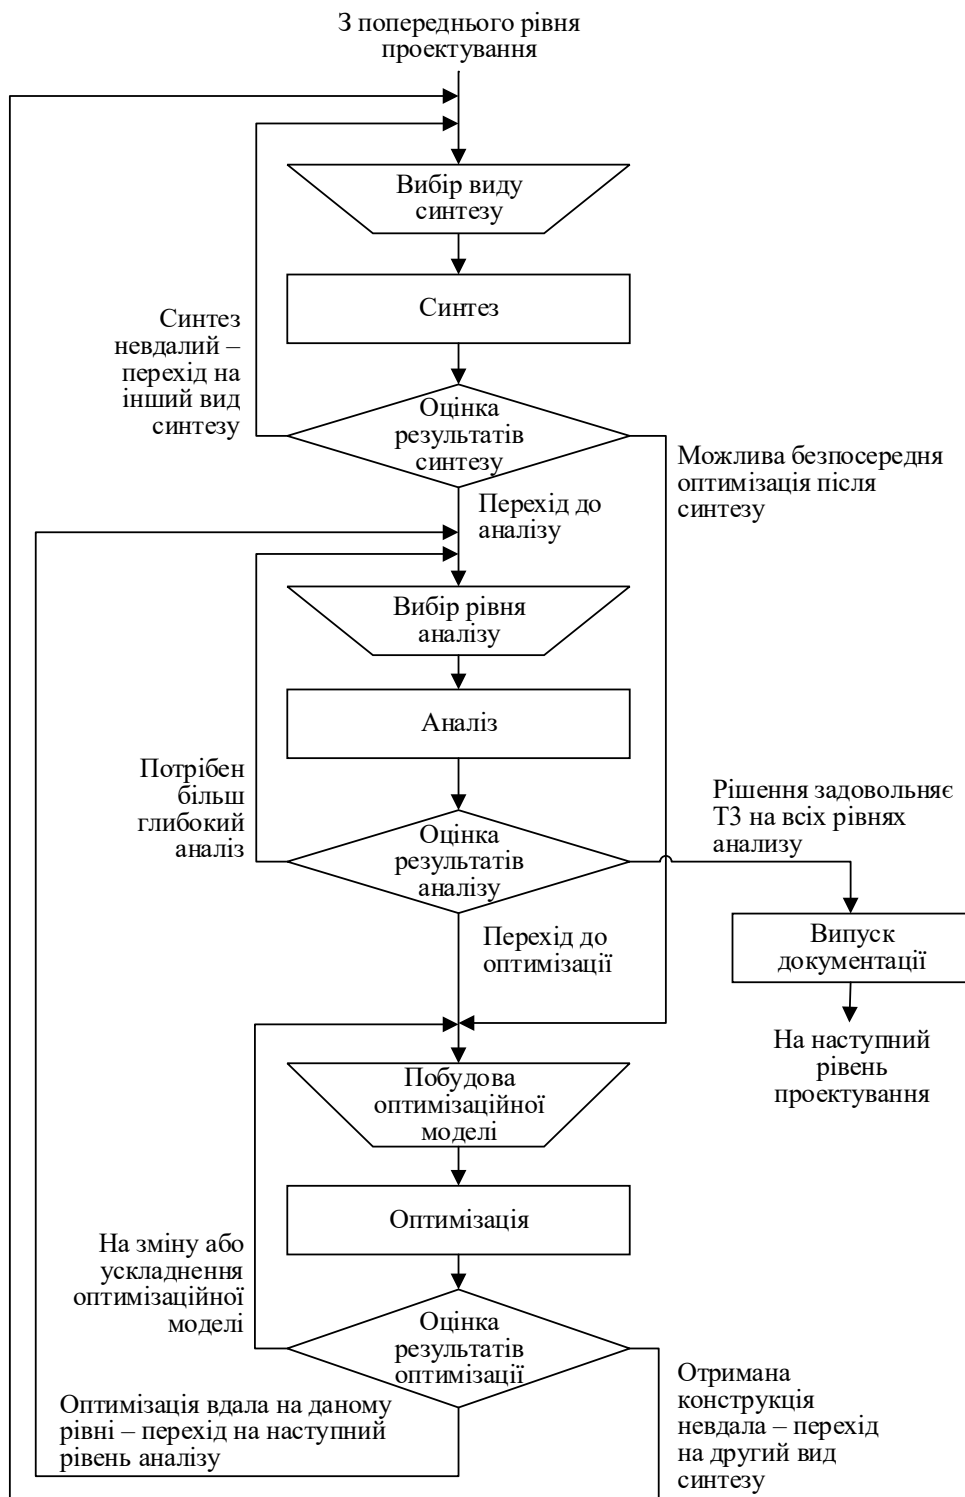 З попереднього рівня
проектування
Вибір виду
синтезу
Синтез
Синтез
невдалий –
перехід на
інший вид
синтезу
Оцінка
результатів
синтезу
Можлива безпосередня
оптимізація після
синтезу
Перехід до
аналізу
Вибір рівня
аналізу
Аналіз
Потрібен
більш
глибокий
аналіз
Оцінка
результатів
аналізу
Рішення задовольняє
ТЗ на всіх рівнях
анализу
Випуск
документації
На наступний
рівень
проектування
Перехід до
оптимізації
Побудова
оптимізаційної
моделі
Оптимізація
На зміну або
ускладнення
оптимізаційної
моделі
Оцінка
результатів
оптимізації
Оптимізація вдала на даному
рівні – перехід на наступний
рівень аналізу
Отримана
конструкція
невдала – перехід
на другий вид
синтезу